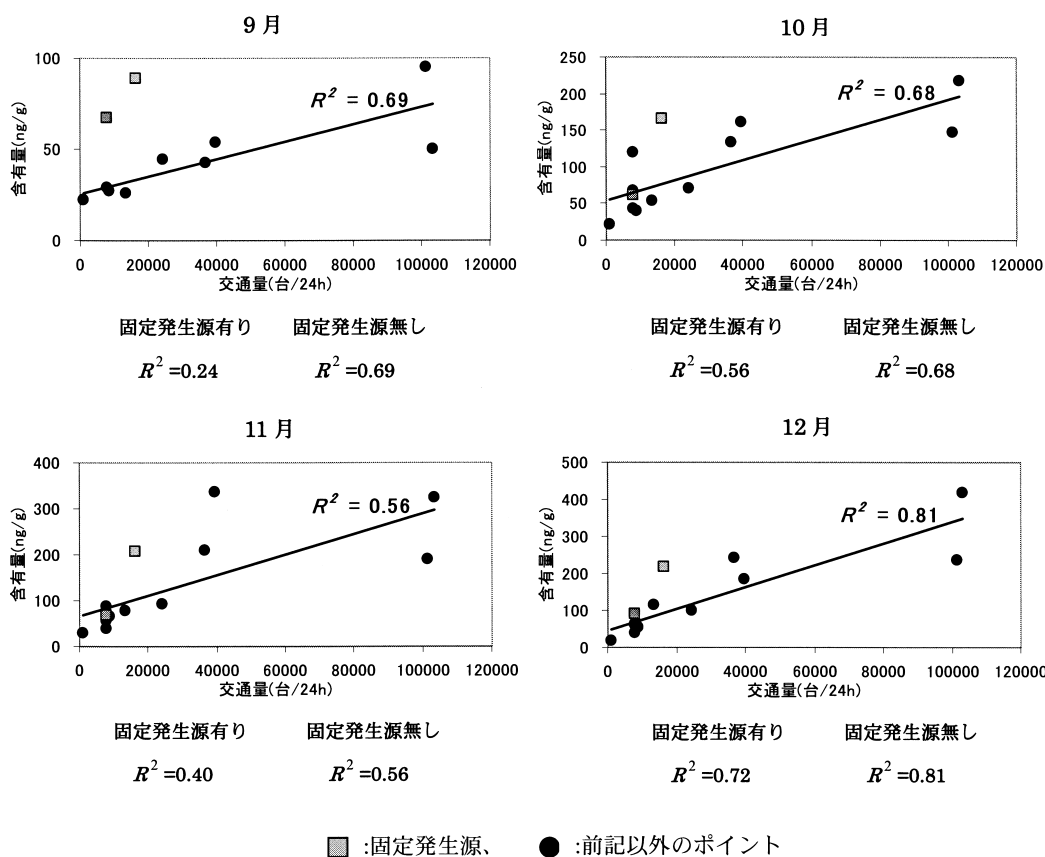 9 月
100
50
0
含有量(ng/g)
R² = 0.69
0 20000 40000 60000 80000 100000 120000
交通量(台/24h)
固定発生源有り 固定発生源無し
R² =0.24 R² =0.69
10 月
250
200
150
100
50
0
含有量(ng/g)
R² = 0.68
0 20000 40000 60000 80000 100000 120000
交通量(台/24h)
固定発生源有り 固定発生源無し
R² =0.56 R² =0.68
11 月
400
300
200
100
0
含有量(ng/g)
R² = 0.56
0 20000 40000 60000 80000 100000 120000
交通量(台/24h)
固定発生源有り 固定発生源無し
R² =0.40 R² =0.56
12 月
500
400
300
200
100
0
含有量(ng/g)
R² = 0.81
0 20000 40000 60000 80000 100000 120000
交通量(台/24h)
固定発生源有り 固定発生源無し
R² =0.72 R² =0.81
:固定発生源、 :前記以外のポイント